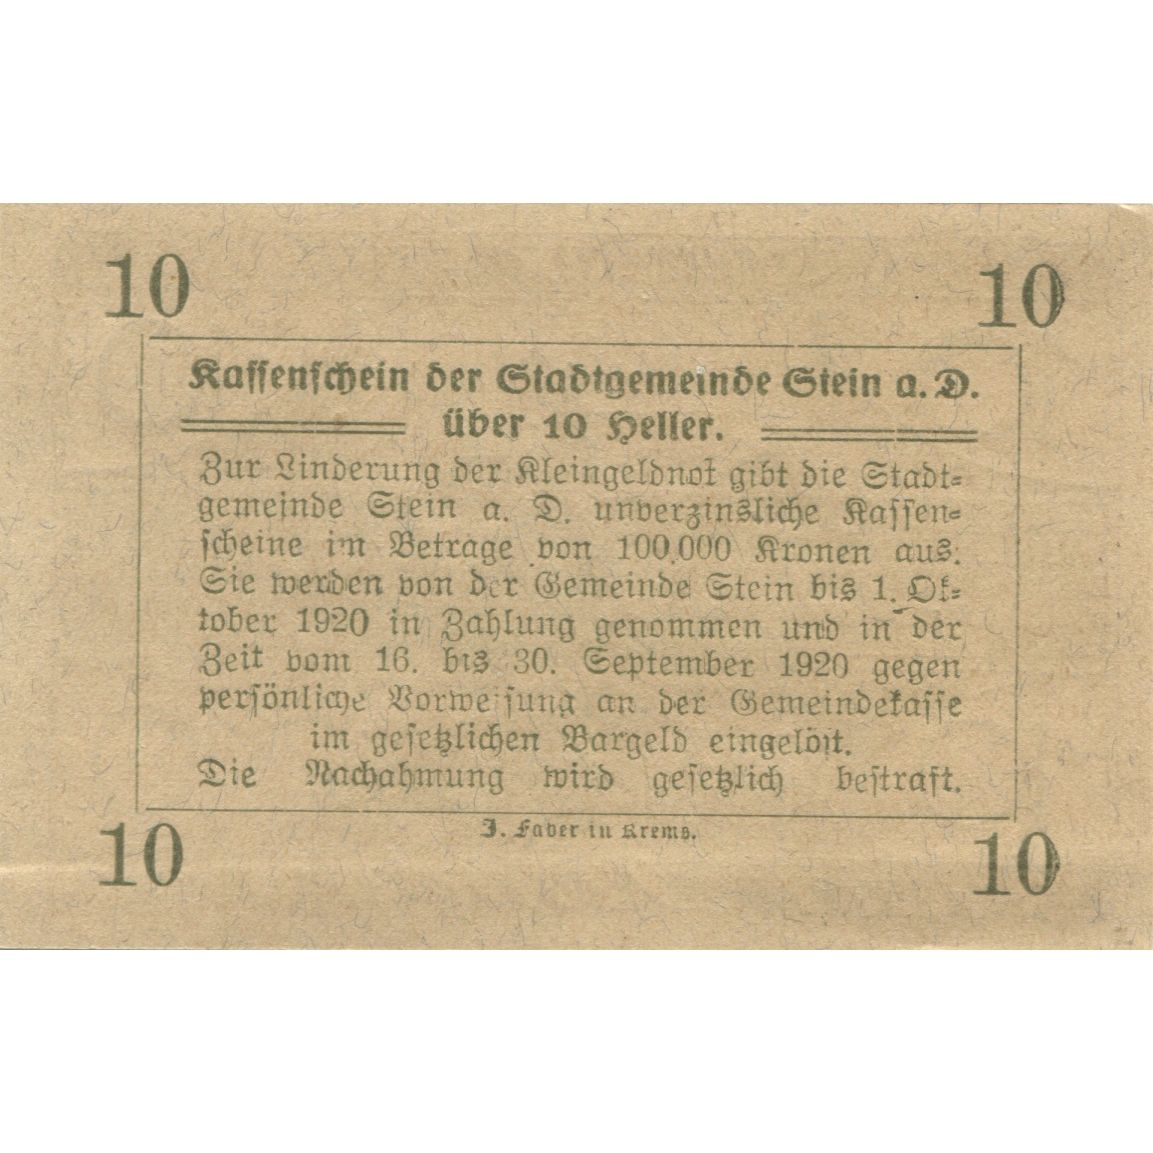 10 10
Kassenschein der Stadtgemeinde Stein a. D.
über 10 Heller.
Zur Linderung der Kleingeldnot gibt die Stadt=
gemeinde Stein a. D. unverzinsliche Kassen=
scheine im Betrage von 100.000 Kronen aus.
Sie werden von der Gemeinde Stein bis 1. Ok=
tober 1920 in Zahlung genommen und in der
Zeit vom 16. bis 30. September 1920 gegen
persönliche Vorweisung an der Gemeindekasse
im gesetzlichen Bargeld eingelöst.
Die Nachahmung wird gesetzlich bestraft.
J. Faber in Krems.
10 10